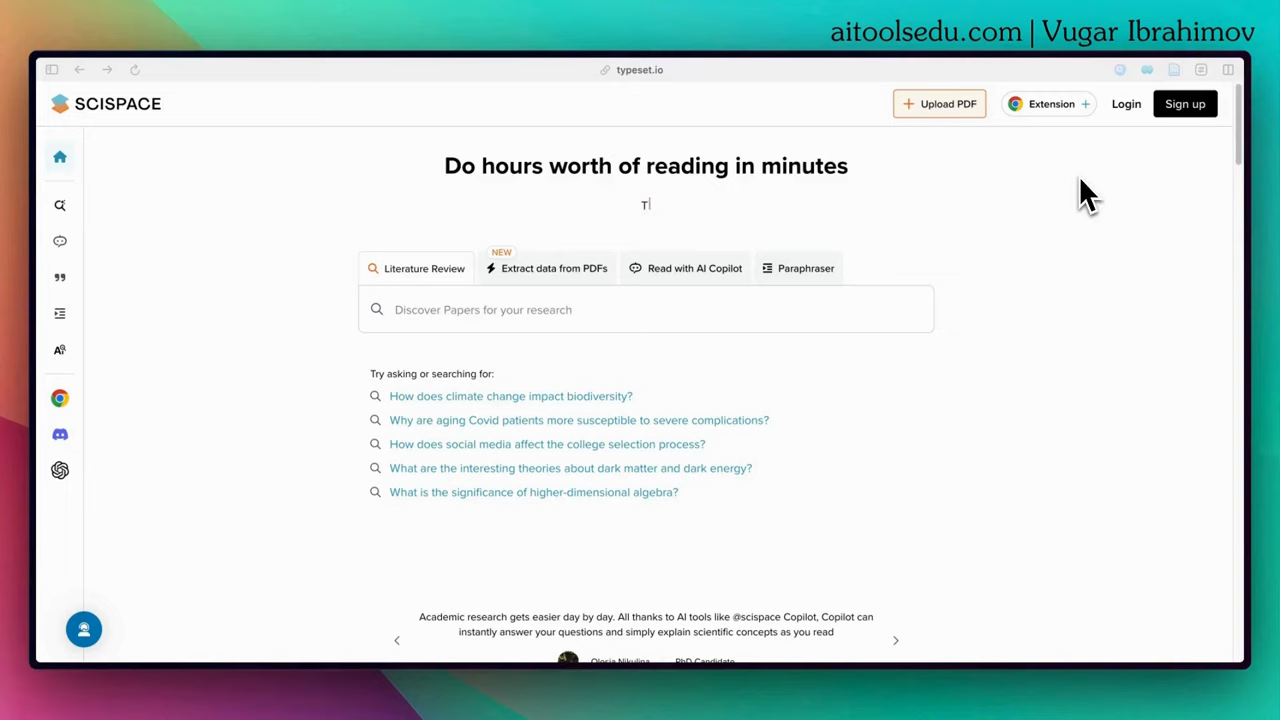 aitoolsedu.com | Vugar Ibrahimov
typeset.io
SCISPACE
Upload PDF
Extension +
Login
Sign up
Do hours worth of reading in minutes
T
NEW
Literature Review
Extract data from PDFs
Read with AI Copilot
Paraphraser
Discover Papers for your research
Try asking or searching for:
How does climate change impact biodiversity?
Why are aging Covid patients more susceptible to severe complications?
How does social media affect the college selection process?
What are the interesting theories about dark matter and dark energy?
What is the significance of higher-dimensional algebra?
Academic research gets easier day by day. All thanks to AI tools like @scispace Copilot, Copilot can
instantly answer your questions and simply explain scientific concepts as you read
Olesia Nikulina
PhD Candidate